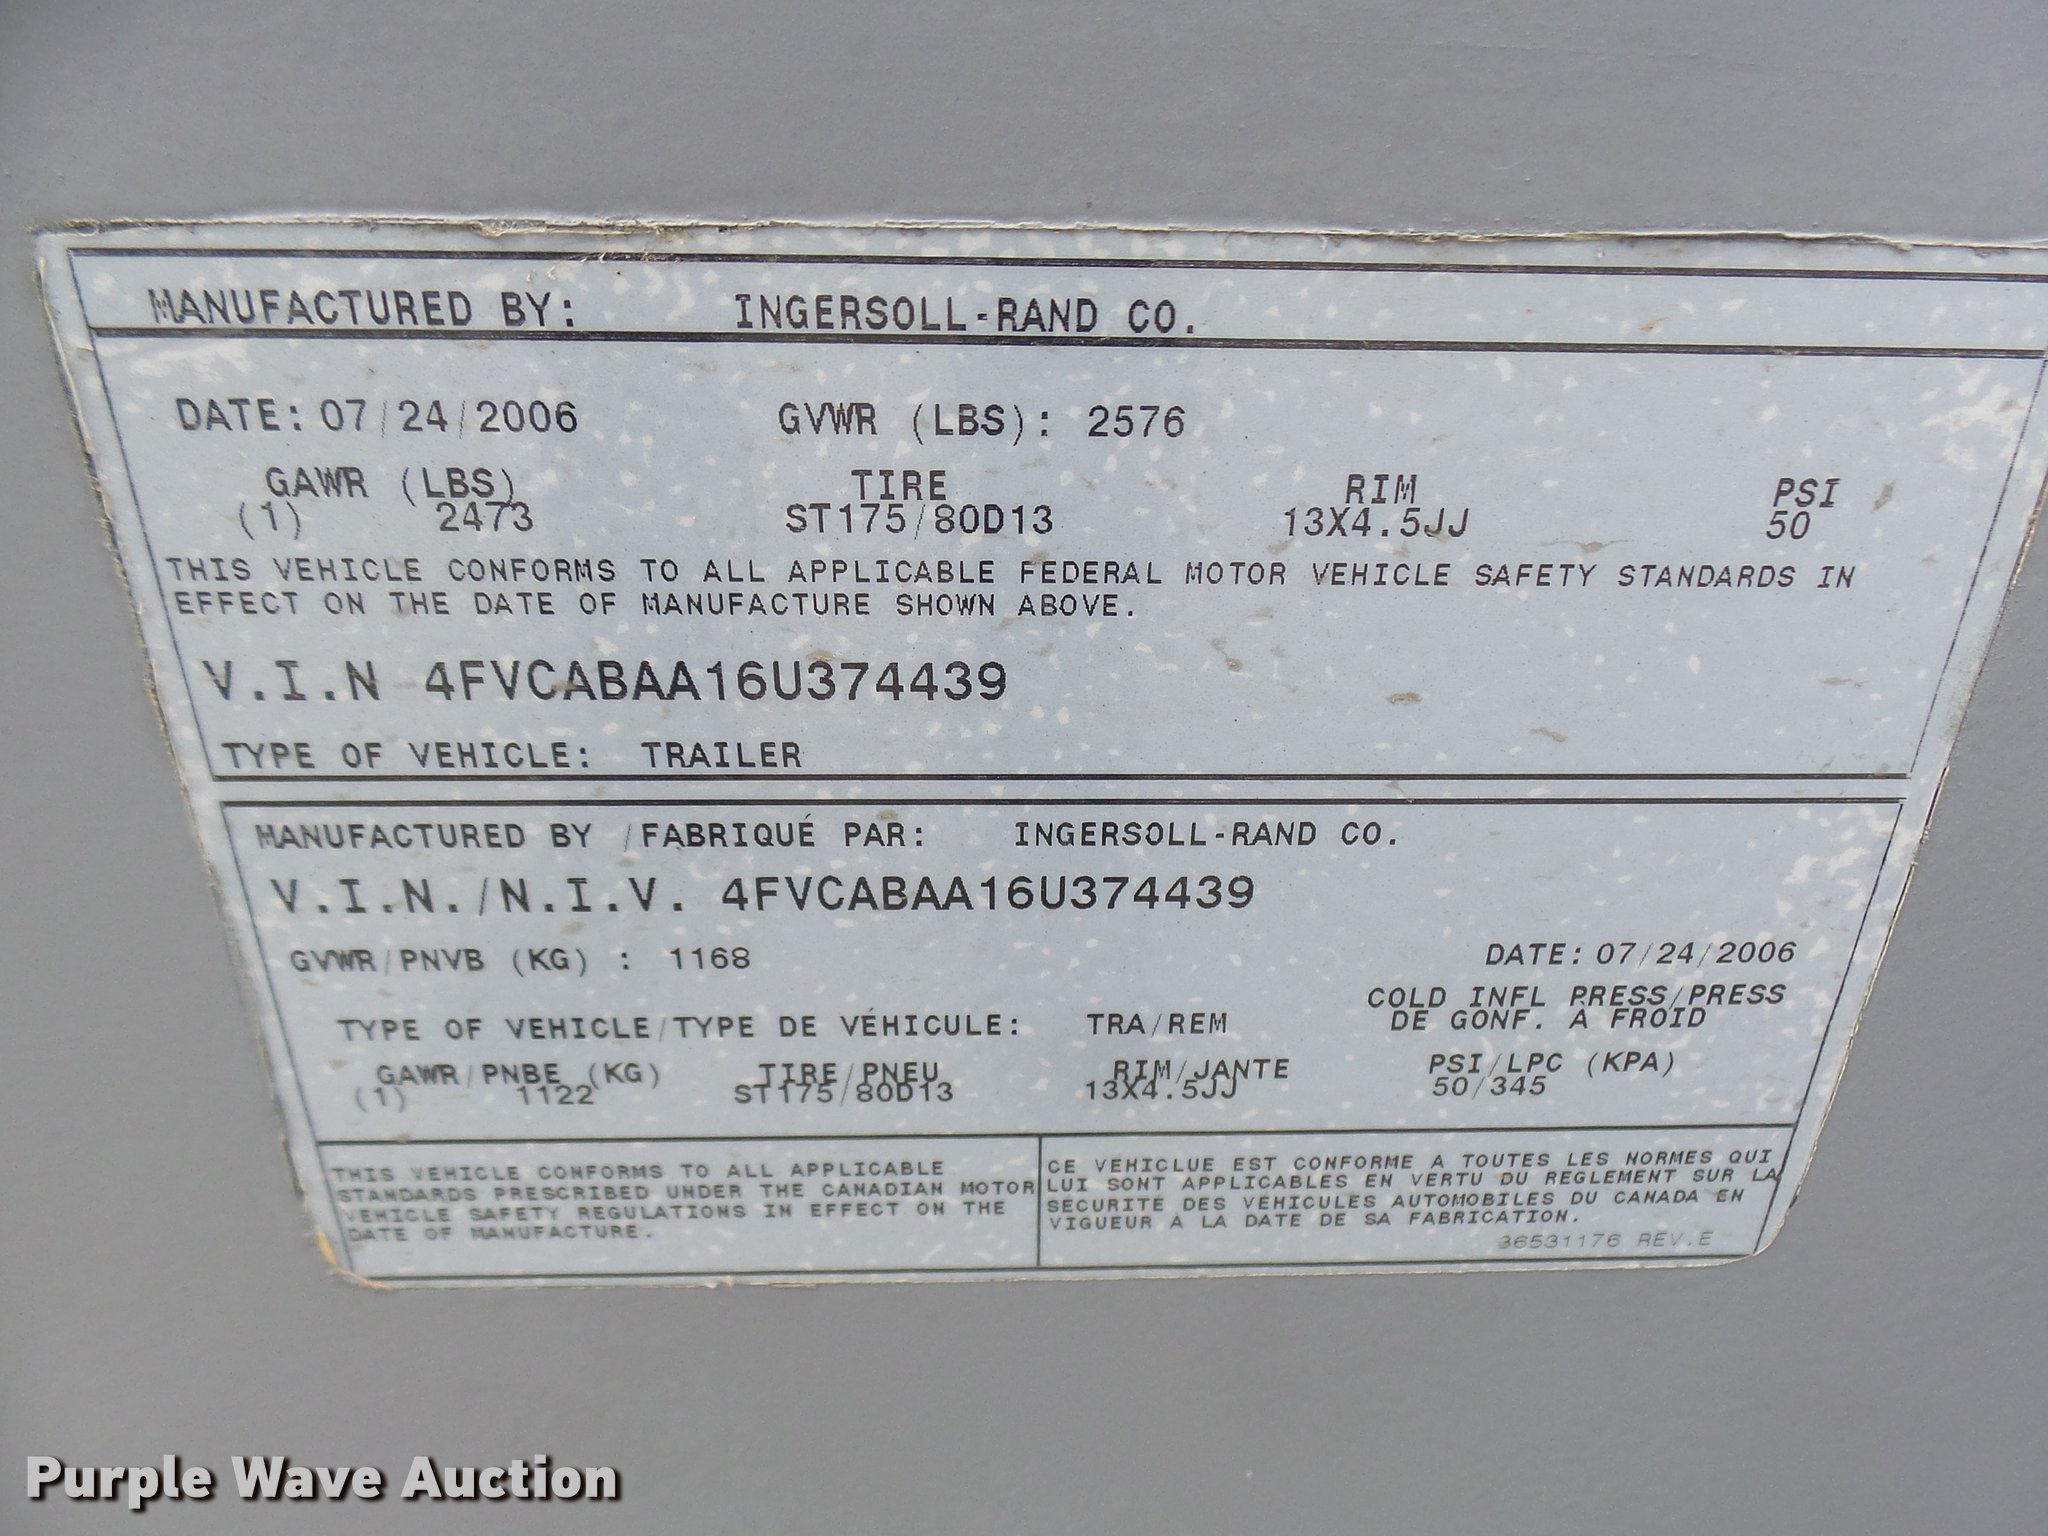 MANUFACTURED BY: INGERSOLL-RAND CO.
DATE: 07/24/2006 GVWR (LBS): 2576
GAWR (LBS) TIRE RIM PSI
(1) 2473 ST175/80D13 13X4.5JJ 50
THIS VEHICLE CONFORMS TO ALL APPLICABLE FEDERAL MOTOR VEHICLE SAFETY STANDARDS IN
EFFECT ON THE DATE OF MANUFACTURE SHOWN ABOVE.
V.I.N 4FVCABAA16U374439
TYPE OF VEHICLE: TRAILER
MANUFACTURED BY /FABRIQUÉ PAR: INGERSOLL-RAND CO.
V.I.N./N.I.V. 4FVCABAA16U374439
GVWR/PNVB (KG) : 1168 DATE: 07/24/2006
COLD INFL PRESS/PRESS
TYPE OF VEHICLE/TYPE DE VÉHICULE: TRA/REM DE GONF. À FROID
GAWR/PNBE (KG) TIRE/PNEU RIM/JANTE PSI/LPC (KPA)
(1) 1122 ST175/80D13 13X4.5JJ 50/345
THIS VEHICLE CONFORMS TO ALL APPLICABLE
STANDARDS PRESCRIBED UNDER THE CANADIAN MOTOR
VEHICLE SAFETY REGULATIONS IN EFFECT ON THE
DATE OF MANUFACTURE.
CE VEHICLUE EST CONFORME A TOUTES LES NORMES QUI
LUI SONT APPLICABLES EN VERTU DU RÈGLEMENT SUR LA
SÉCURITÉ DES VÉHICULES AUTOMOBILES DU CANADA EN
VIGUEUR À LA DATE DE SA FABRICATION.
36531176 REV.E
Purple Wave Auction